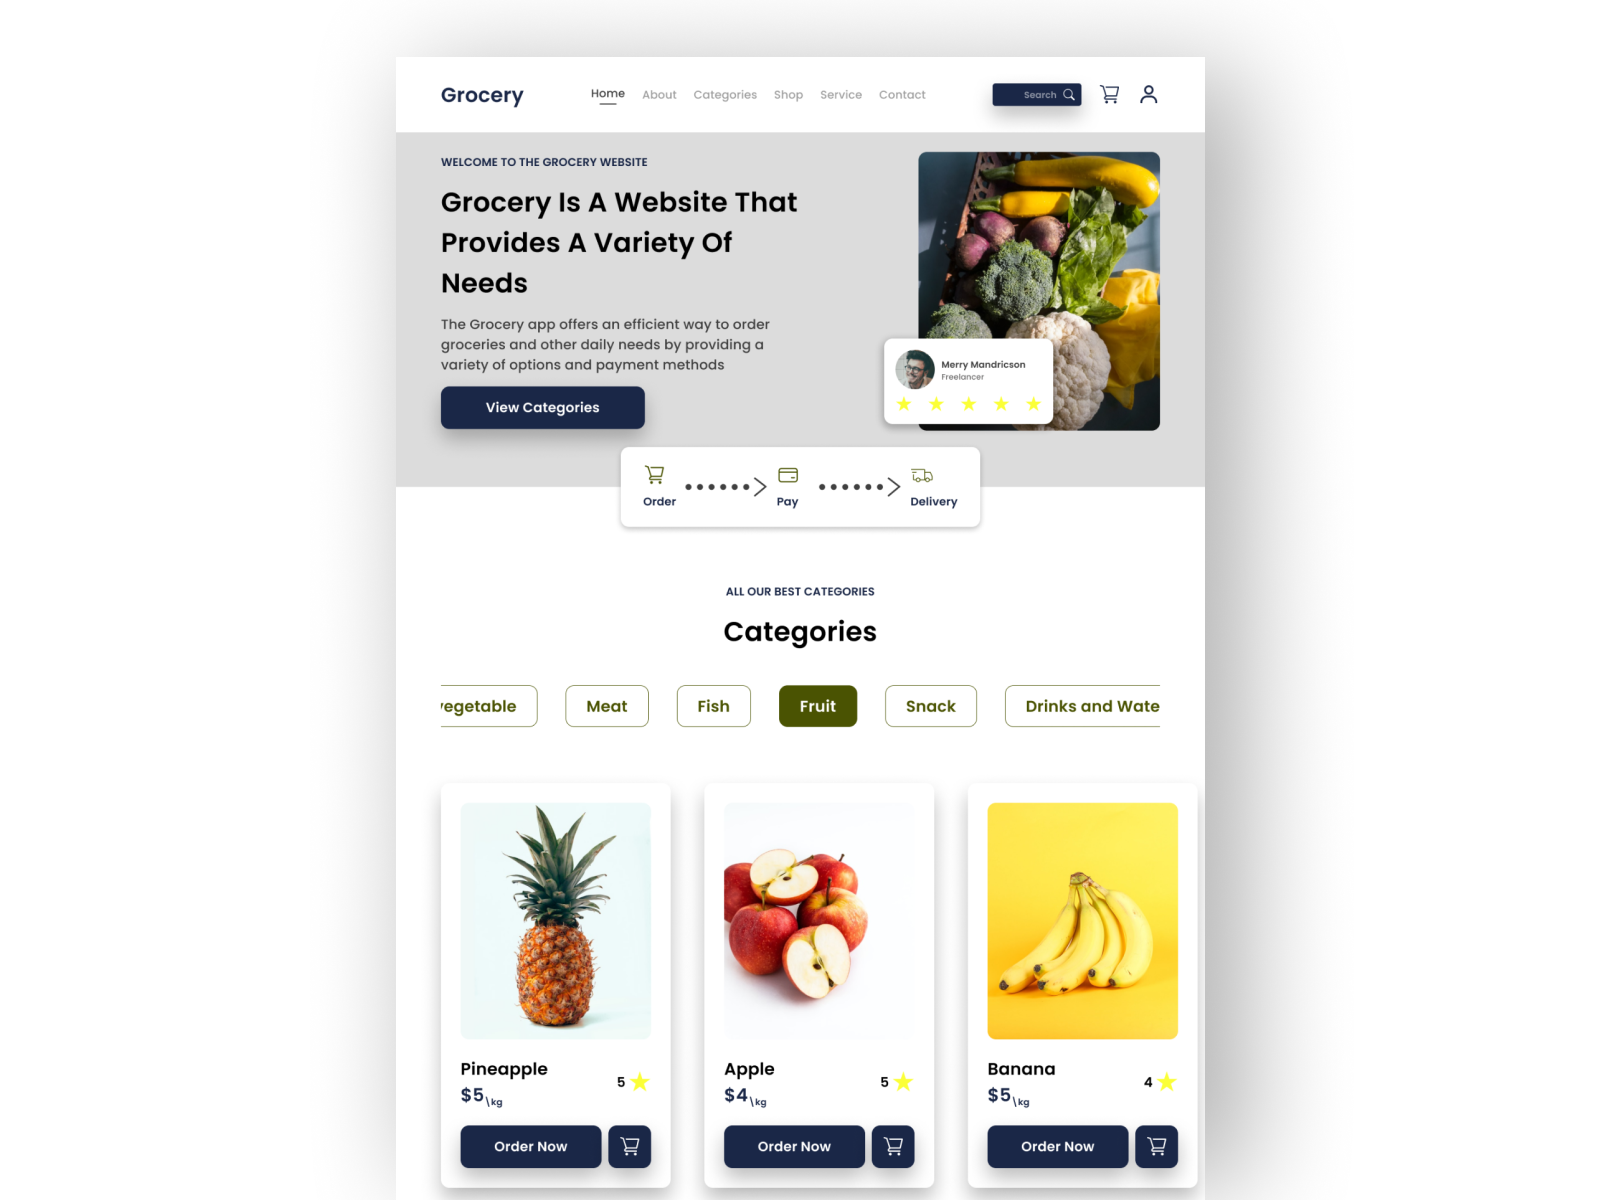 Grocery
Home About Categories Shop Service Contact
Search
WELCOME TO THE GROCERY WEBSITE
Grocery Is A Website That
Provides A Variety Of
Needs
The Grocery app offers an efficient way to order
groceries and other daily needs by providing a
variety of options and payment methods
View Categories
Merry Mandricson
Freelancer
Order Pay Delivery
ALL OUR BEST CATEGORIES
Categories
vegetable Meat Fish Fruit Snack Drinks and Wate
Pineapple
5
$5\kg
Order Now
Apple
5
$4\kg
Order Now
Banana
4
$5\kg
Order Now